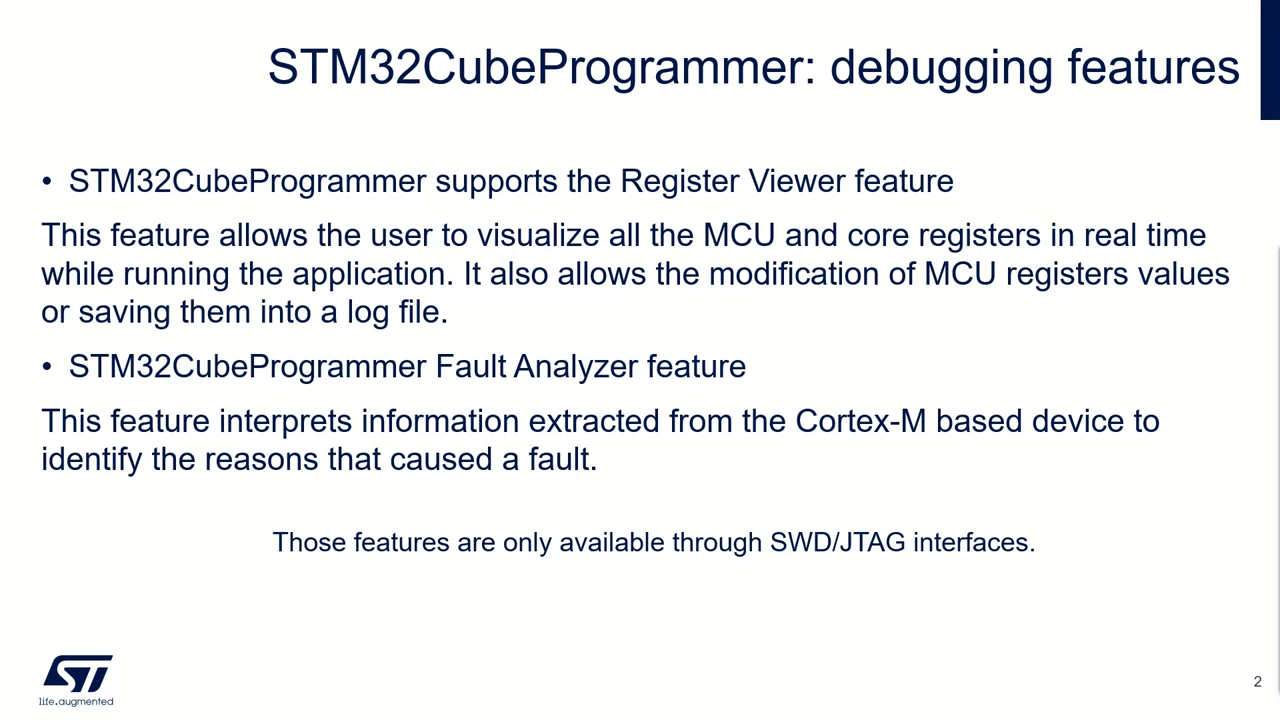 STM32CubeProgrammer: debugging features
• STM32CubeProgrammer supports the Register Viewer feature
This feature allows the user to visualize all the MCU and core registers in real time
while running the application. It also allows the modification of MCU registers values
or saving them into a log file.
• STM32CubeProgrammer Fault Analyzer feature
This feature interprets information extracted from the Cortex-M based device to
identify the reasons that caused a fault.
Those features are only available through SWD/JTAG interfaces.
ST
life.augmented
2